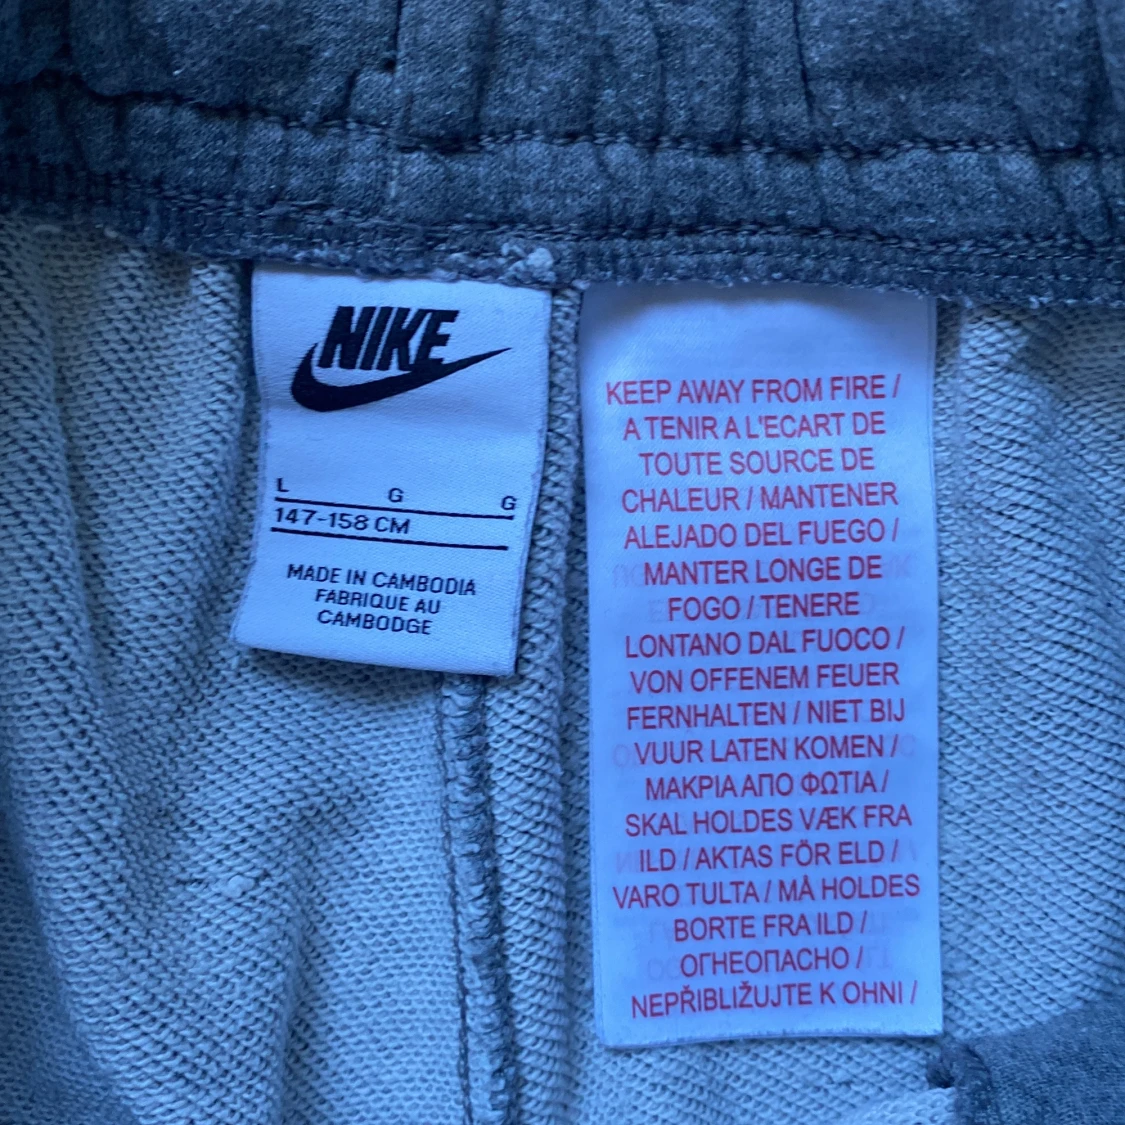 NIKE
L G G
147-158 CM
MADE IN CAMBODIA
FABRIQUE AU
CAMBODGE
KEEP AWAY FROM FIRE /
A TENIR A L'ECART DE
TOUTE SOURCE DE
CHALEUR / MANTENER
ALEJADO DEL FUEGO /
MANTER LONGE DE
FOGO / TENERE
LONTANO DAL FUOCO /
VON OFFENEM FEUER
FERNHALTEN / NIET BIJ
VUUR LATEN KOMEN /
ΜΑΚΡΙΑ ΑΠΟ ΦΩΤΙΑ /
SKAL HOLDES VÆK FRA
ILD / AKTAS FÖR ELD /
VARO TULTA / MÅ HOLDES
BORTE FRA ILD /
ОГНЕОПАСНО /
NEPŘIBLIŽUJTE K OHNI /